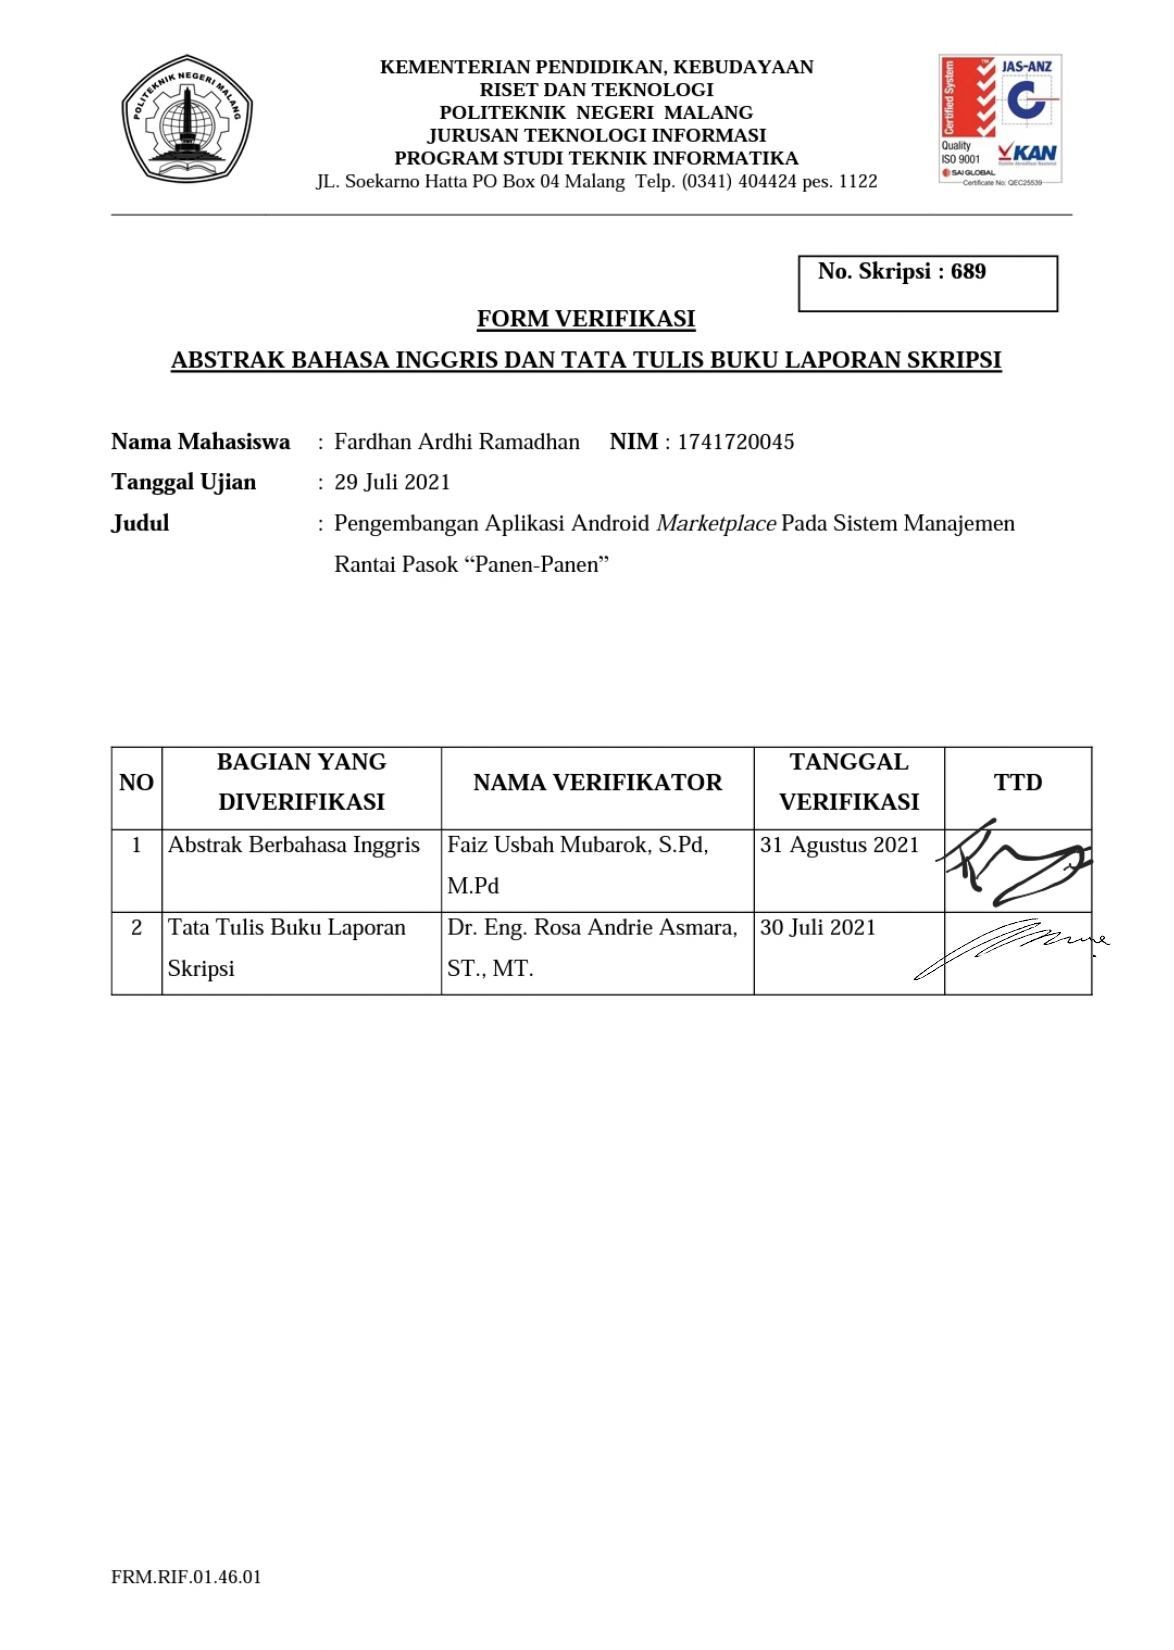 POLITEKNIK NEGERI MALANG
KEMENTERIAN PENDIDIKAN, KEBUDAYAAN
RISET DAN TEKNOLOGI
POLITEKNIK NEGERI MALANG
JURUSAN TEKNOLOGI INFORMASI
PROGRAM STUDI TEKNIK INFORMATIKA
JL. Soekarno Hatta PO Box 04 Malang Telp. (0341) 404424 pes. 1122
Certified System
JAS-ANZ
Quality
ISO 9001
KAN
SAI GLOBAL
Certificate No: QEC25539
No. Skripsi : 689
FORM VERIFIKASI
ABSTRAK BAHASA INGGRIS DAN TATA TULIS BUKU LAPORAN SKRIPSI
Nama Mahasiswa : Fardhan Ardhi Ramadhan NIM : 1741720045
Tanggal Ujian : 29 Juli 2021
Judul : Pengembangan Aplikasi Android Marketplace Pada Sistem Manajemen
Rantai Pasok “Panen-Panen”
NO
BAGIAN YANG
DIVERIFIKASI
NAMA VERIFIKATOR
TANGGAL
VERIFIKASI
TTD
1
Abstrak Berbahasa Inggris
Faiz Usbah Mubarok, S.Pd,
M.Pd
31 Agustus 2021
2
Tata Tulis Buku Laporan
Skripsi
Dr. Eng. Rosa Andrie Asmara,
ST., MT.
30 Juli 2021
FRM.RIF.01.46.01